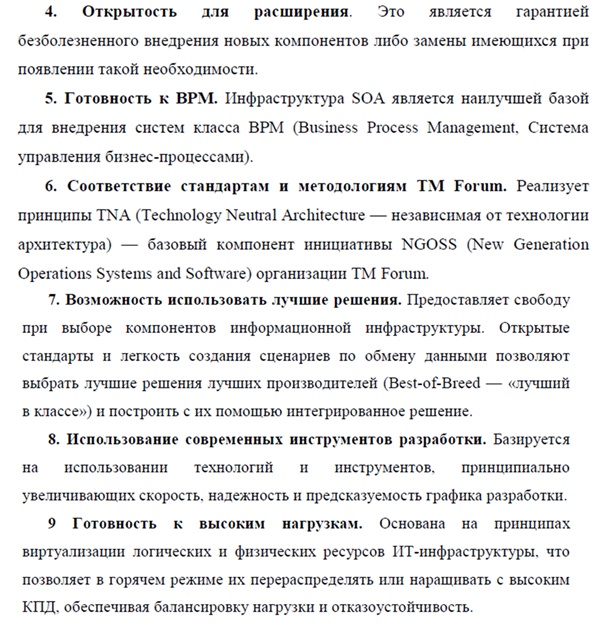 4. Открытость для расширения. Это является гарантией
безболезненного внедрения новых компонентов либо замены имеющихся при
появлении такой необходимости.
5. Готовность к BPM. Инфраструктура SOA является наилучшей базой
для внедрения систем класса BPM (Business Process Management, Система
управления бизнес-процессами).
6. Соответствие стандартам и методологиям TM Forum. Реализует
принципы TNA (Technology Neutral Architecture — независимая от технологии
архитектура) — базовый компонент инициативы NGOSS (New Generation
Operations Systems and Software) организации TM Forum.
7. Возможность использовать лучшие решения. Предоставляет свободу
при выборе компонентов информационной инфраструктуры. Открытые
стандарты и легкость создания сценариев по обмену данными позволяют
выбрать лучшие решения лучших производителей (Best-of-Breed — «лучший
в классе») и построить с их помощью интегрированное решение.
8. Использование современных инструментов разработки. Базируется
на использовании технологий и инструментов, принципиально
увеличивающих скорость, надежность и предсказуемость графика разработки.
9 Готовность к высоким нагрузкам. Основана на принципах
виртуализации логических и физических ресурсов ИТ-инфраструктуры, что
позволяет в горячем режиме их перераспределять или наращивать с высоким
КПД, обеспечивая балансировку нагрузки и отказоустойчивость.